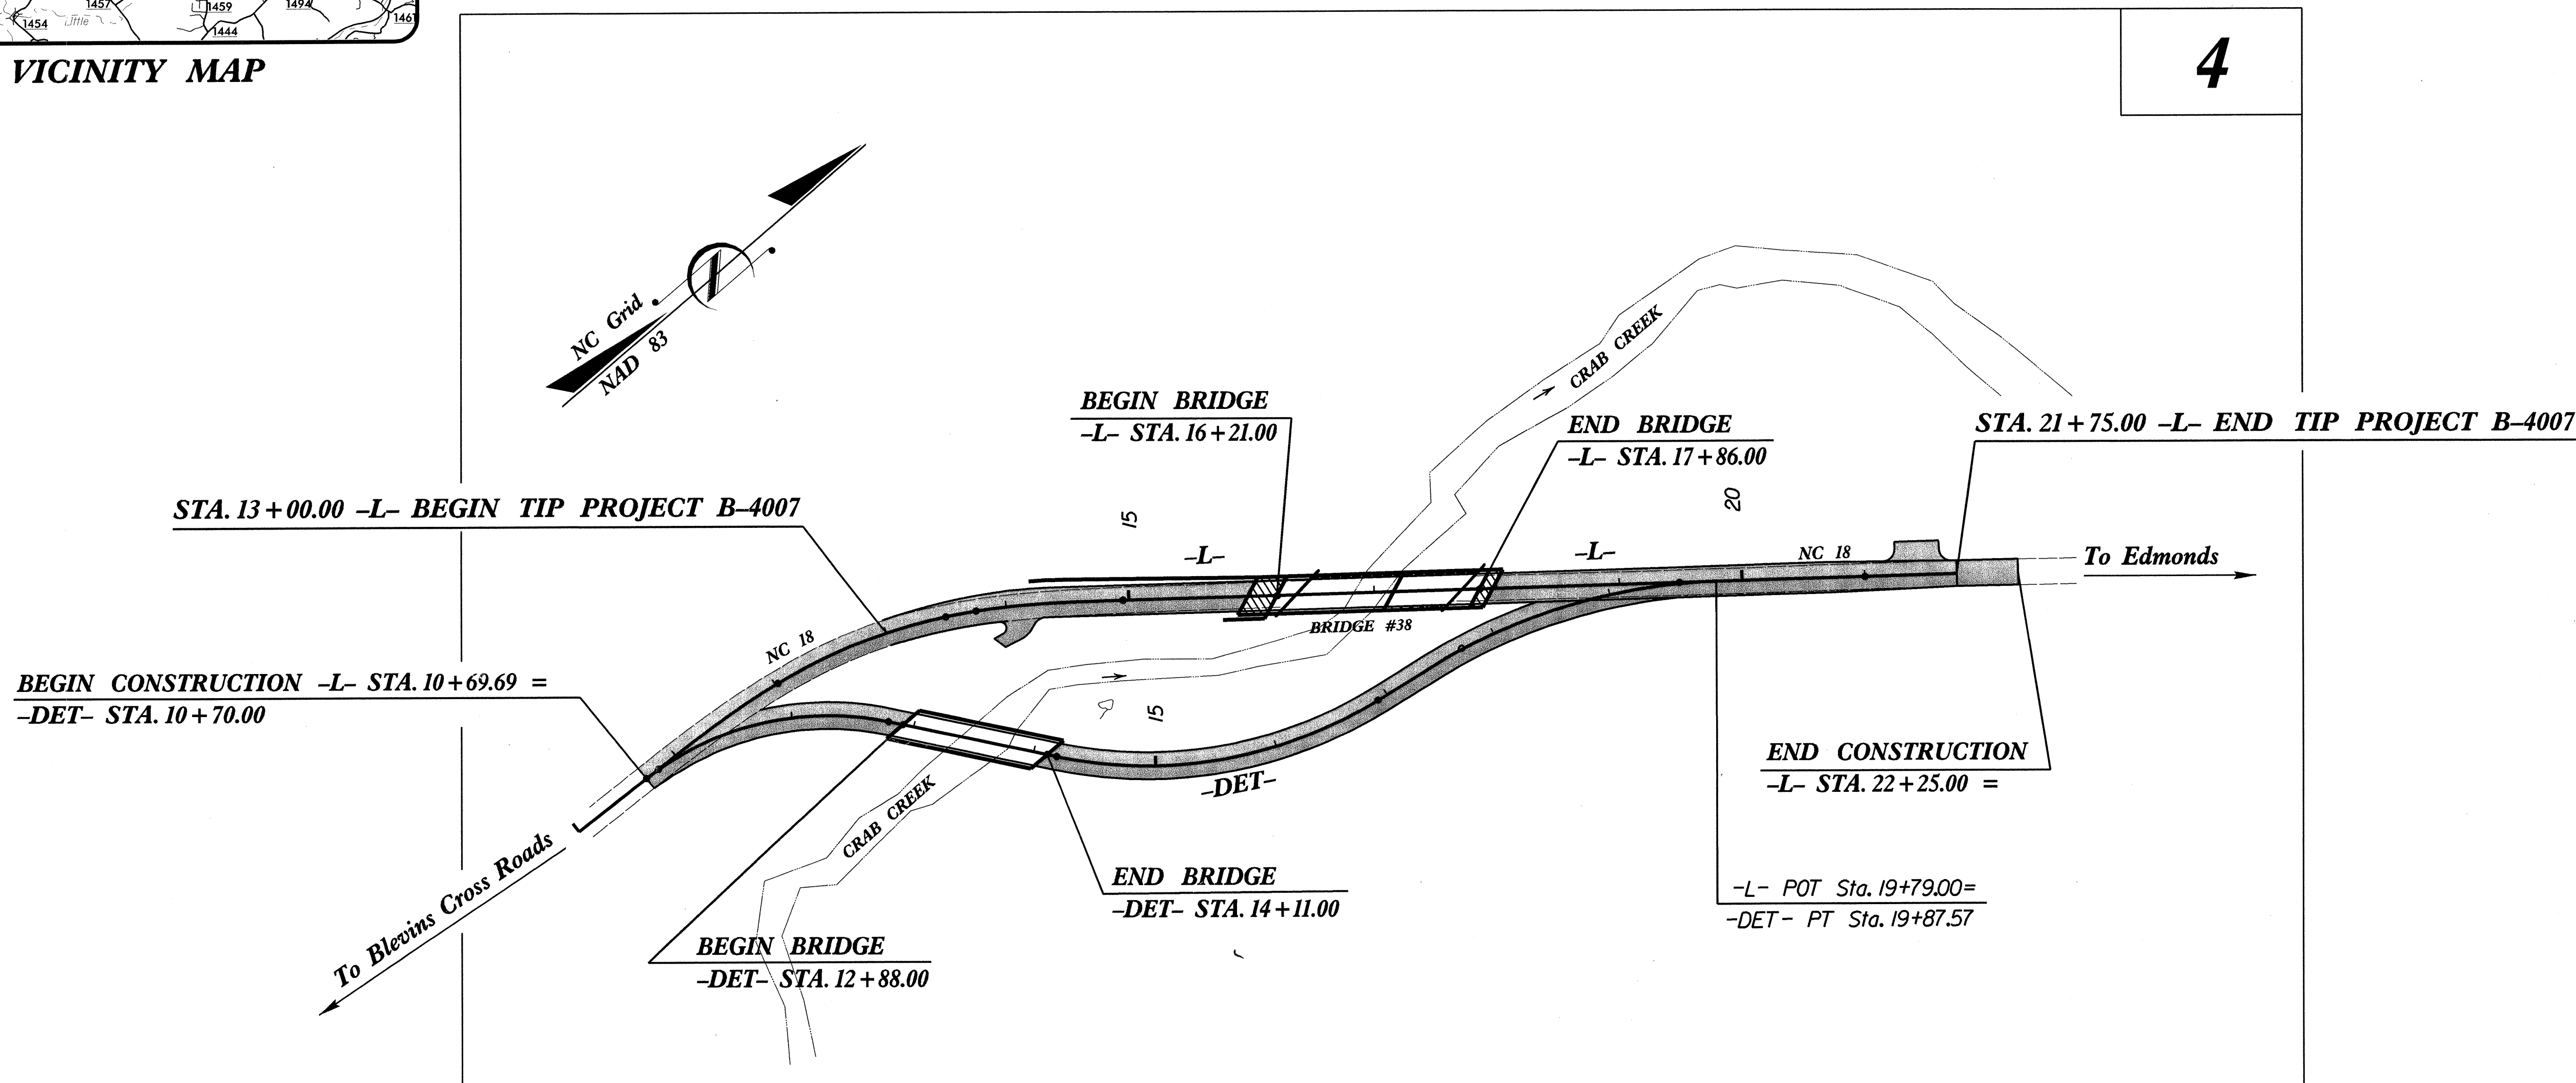 1457
1459
1494
1454
Little
1444
1461
VICINITY MAP
4
NC Grid
NAD 83
CRAB CREEK
BEGIN BRIDGE
-L- STA. 16+21.00
END BRIDGE
-L- STA. 17+86.00
STA. 21+75.00 -L- END TIP PROJECT B-4007
STA. 13+00.00 -L- BEGIN TIP PROJECT B-4007
15
20
-L-
-L-
NC 18
To Edmonds
BRIDGE #38
NC 18
BEGIN CONSTRUCTION -L- STA. 10+69.69 =
-DET- STA. 10+70.00
15
-DET-
END CONSTRUCTION
-L- STA. 22+25.00 =
CRAB CREEK
To Blevins Cross Roads
END BRIDGE
-DET- STA. 14+11.00
-L- POT Sta. 19+79.00=
-DET- PT Sta. 19+87.57
BEGIN BRIDGE
-DET- STA. 12+88.00